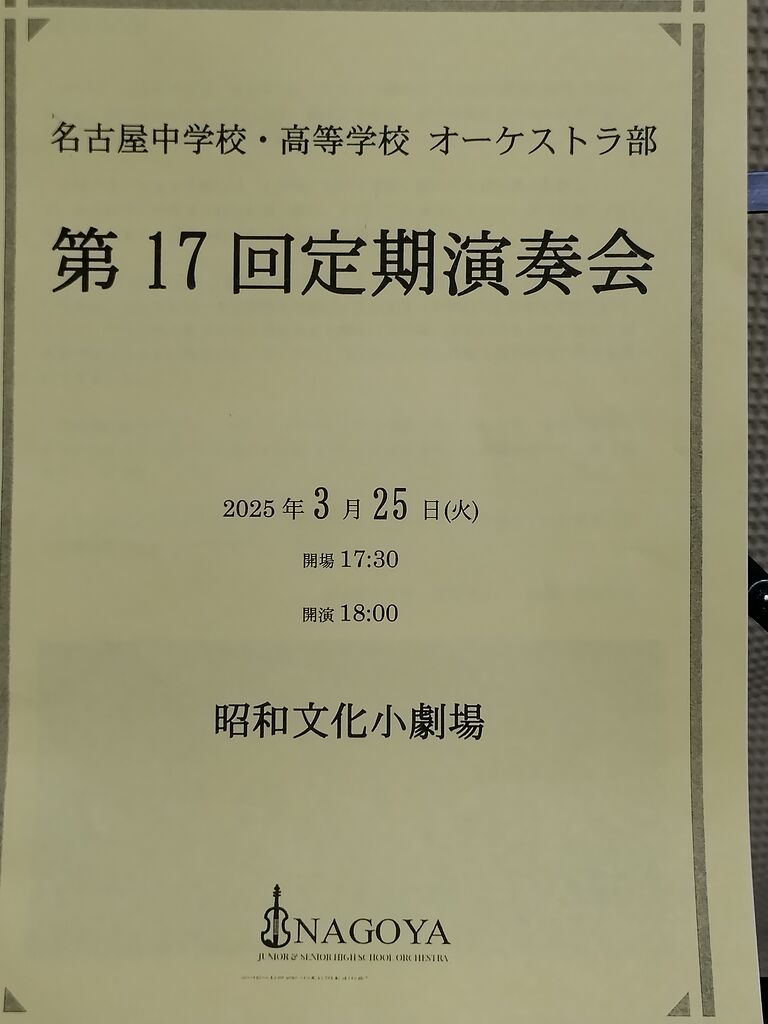 名古屋中学校・高等学校 オーケストラ部
第 17 回定期演奏会
2025 年 3 月 25 日(火)
開場 17:30
開演 18:00
昭和文化小劇場
NAGOYA
JUNIOR & SENIOR HIGH SCHOOL ORCHESTRA